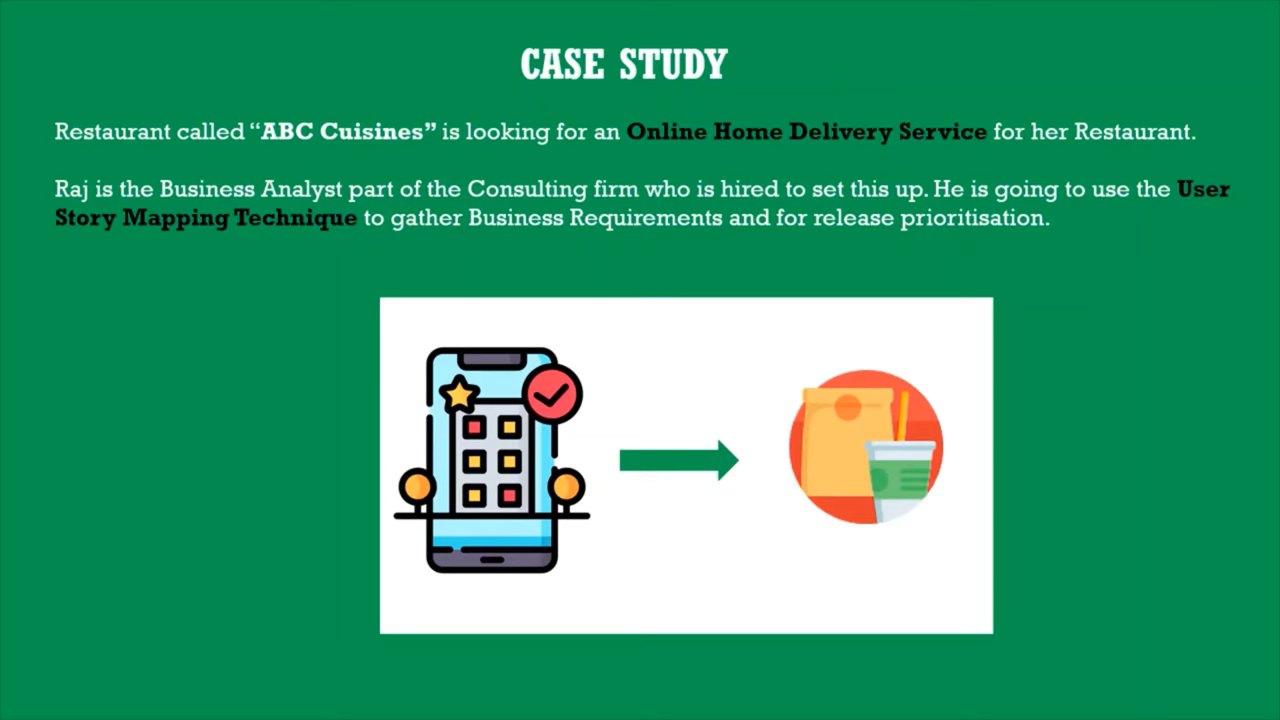 CASE STUDY
Restaurant called “ABC Cuisines” is looking for an Online Home Delivery Service for her Restaurant.
Raj is the Business Analyst part of the Consulting firm who is hired to set this up. He is going to use the User
Story Mapping Technique to gather Business Requirements and for release prioritisation.